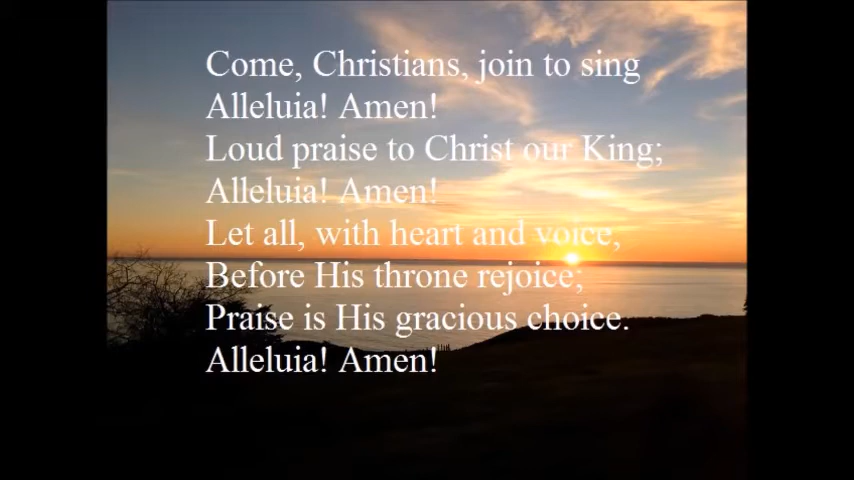 Come, Christians, join to sing
Alleluia! Amen!
Loud praise to Christ our King;
Alleluia! Amen!
Let all, with heart and voice,
Before His throne rejoice;
Praise is His gracious choice.
Alleluia! Amen!